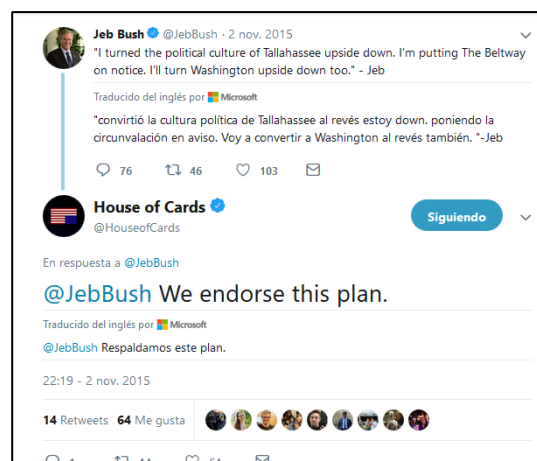 Jeb Bush @JebBush · 2 nov. 2015
"I turned the political culture of Tallahassee upside down. I'm putting The Beltway
on notice. I'll turn Washington upside down too." - Jeb
Traducido del inglés por Microsoft
"convirtió la cultura política de Tallahassee al revés estoy down. poniendo la
circunvalación en aviso. Voy a convertir a Washington al revés también. "-Jeb
76 46 103
House of Cards
@HouseofCards
Siguiendo
En respuesta a @JebBush
@JebBush We endorse this plan.
Traducido del inglés por Microsoft
@JebBush Respaldamos este plan.
22:19 - 2 nov. 2015
14 Retweets 64 Me gusta